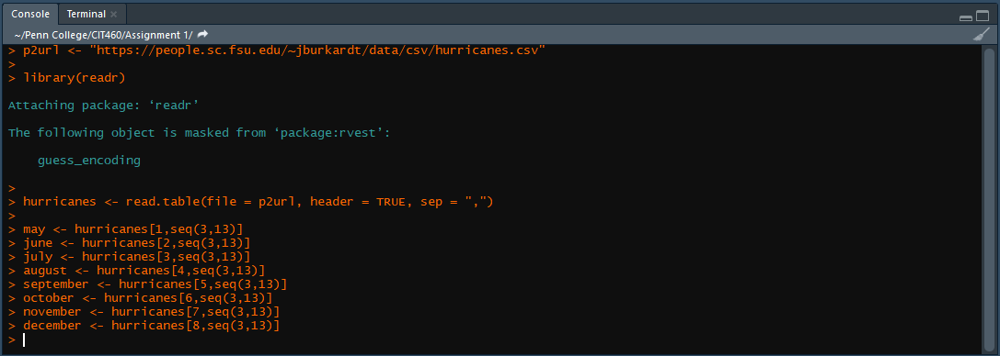 Console Terminal ×
~/Penn College/CIT460/Assignment 1/
> p2url <- "https://people.sc.fsu.edu/~jburkardt/data/csv/hurricanes.csv"
>
> library(readr)
Attaching package: ‘readr’
The following object is masked from ‘package:rvest’:
guess_encoding
>
> hurricanes <- read.table(file = p2url, header = TRUE, sep = ",")
>
> may <- hurricanes[1,seq(3,13)]
> june <- hurricanes[2,seq(3,13)]
> july <- hurricanes[3,seq(3,13)]
> august <- hurricanes[4,seq(3,13)]
> september <- hurricanes[5,seq(3,13)]
> october <- hurricanes[6,seq(3,13)]
> november <- hurricanes[7,seq(3,13)]
> december <- hurricanes[8,seq(3,13)]
>